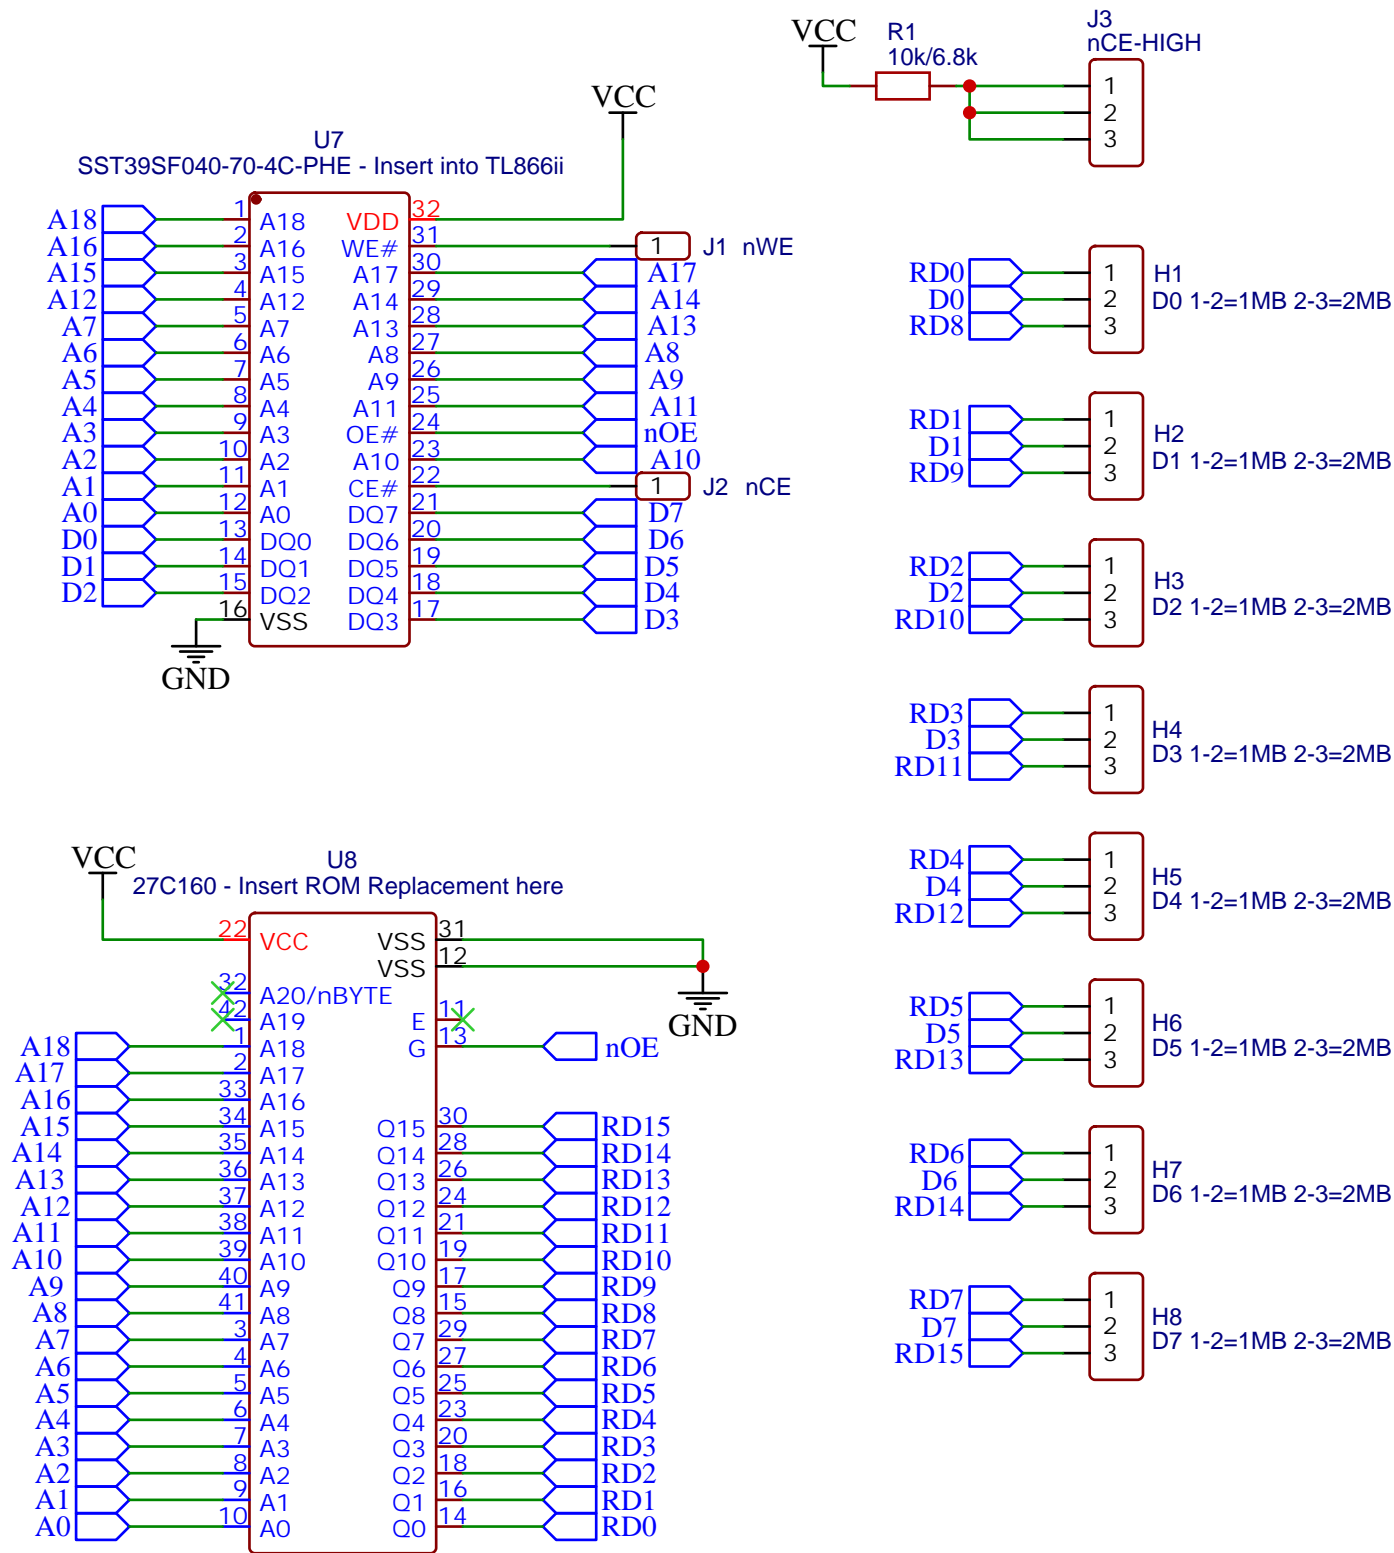 VCC
R1
10k/6.8k
J3
nCE-HIGH
1
2
3
VCC
U7
SST39SF040-70-4C-PHE - Insert into TL866ii
A18 1 A18 VDD 32
A16 2 A16 WE# 31 1 J1 nWE
A15 3 A15 A17 30 A17
A12 4 A12 A14 29 A14
A7 5 A7 A13 28 A13
A6 6 A6 A8 27 A8
A5 7 A5 A9 26 A9
A4 8 A4 A11 25 A11
A3 9 A3 OE# 24 nOE
A2 10 A2 A10 23 A10
A1 11 A1 CE# 22 1 J2 nCE
A0 12 A0 DQ7 21 D7
D0 13 DQ0 DQ6 20 D6
D1 14 DQ1 DQ5 19 D5
D2 15 DQ2 DQ4 18 D4
16 VSS DQ3 17 D3
GND
RD0 1 H1
D0 2 D0 1-2=1MB 2-3=2MB
RD8 3
RD1 1 H2
D1 2 D1 1-2=1MB 2-3=2MB
RD9 3
RD2 1 H3
D2 2 D2 1-2=1MB 2-3=2MB
RD10 3
RD3 1 H4
D3 2 D3 1-2=1MB 2-3=2MB
RD11 3
RD4 1 H5
D4 2 D4 1-2=1MB 2-3=2MB
RD12 3
RD5 1 H6
D5 2 D5 1-2=1MB 2-3=2MB
RD13 3
RD6 1 H7
D6 2 D6 1-2=1MB 2-3=2MB
RD14 3
RD7 1 H8
D7 2 D7 1-2=1MB 2-3=2MB
RD15 3
VCC
U8
27C160 - Insert ROM Replacement here
22 VCC VSS 31
VSS 12
32 A20/nBYTE
42 A19 E 11
GND
A18 1 A18 G 13 nOE
A17 2 A17
A16 33 A16
A15 34 A15 Q15 30 RD15
A14 35 A14 Q14 28 RD14
A13 36 A13 Q13 26 RD13
A12 37 A12 Q12 24 RD12
A11 38 A11 Q11 21 RD11
A10 39 A10 Q10 19 RD10
A9 40 A9 Q9 17 RD9
A8 41 A8 Q8 15 RD8
A7 3 A7 Q7 29 RD7
A6 4 A6 Q6 27 RD6
A5 5 A5 Q5 25 RD5
A4 6 A4 Q4 23 RD4
A3 7 A3 Q3 20 RD3
A2 8 A2 Q2 18 RD2
A1 9 A1 Q1 16 RD1
A0 10 A0 Q0 14 RD0